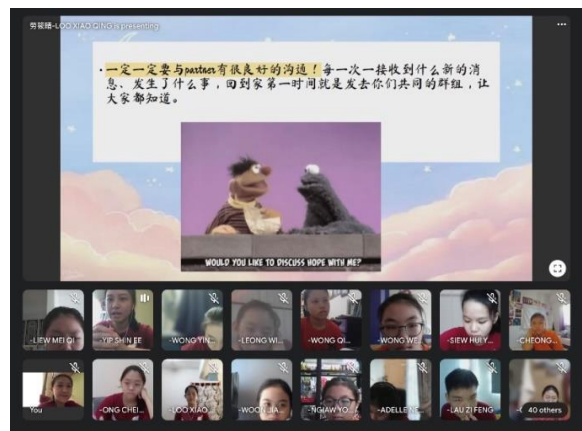 劳筱晴-LOO XIAO QING is presenting
• 一定一定要与partner有很良好的沟通！每一次一接收到什么新的消
息、发生了什么事，回到家第一时间就是发去你们共同的群组，让
大家都知道。
WOULD YOU LIKE TO DISCUSS HOPE WITH ME?
-LIEW MEI QI
-YIP SHIN EE
-WONG YIN...
-LEONG WI...
-WONG QI...
-WONG WE...
-SIEW HUI Y...
-CHEONG...
You
-ONG CHEI...
-LOO XIAO...
-WOON JIA...
-NGIAW YO...
-ADELLE NE...
-LAU ZI FENG
40 others